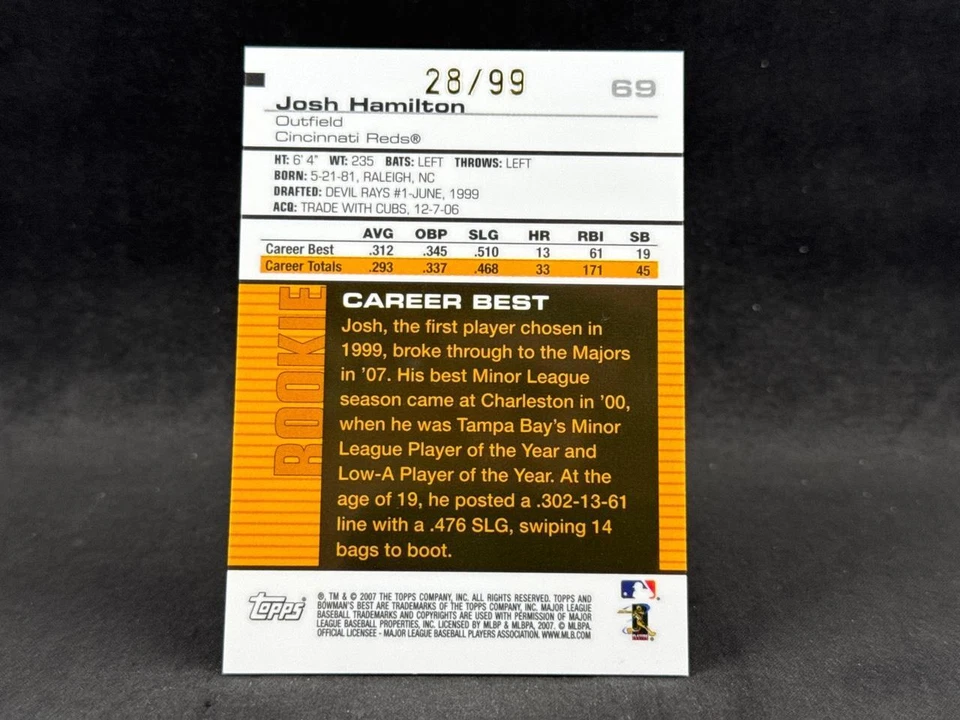 28/99
69
Josh Hamilton
Outfield
Cincinnati Reds®
HT: 6' 4" WT: 235 BATS: LEFT THROWS: LEFT
BORN: 5-21-81, RALEIGH, NC
DRAFTED: DEVIL RAYS #1-JUNE, 1999
ACQ: TRADE WITH CUBS, 12-7-06
AVG OBP SLG HR RBI SB
Career Best .312 .345 .510 13 61 19
Career Totals .293 .337 .468 33 171 45
ROOKIE
CAREER BEST
Josh, the first player chosen in
1999, broke through to the Majors
in '07. His best Minor League
season came at Charleston in '00,
when he was Tampa Bay's Minor
League Player of the Year and
Low-A Player of the Year. At the
age of 19, he posted a .302-13-61
line with a .476 SLG, swiping 14
bags to boot.
Topps
®, TM & © 2007 THE TOPPS COMPANY, INC. ALL RIGHTS RESERVED. TOPPS AND
BOWMAN'S BEST ARE TRADEMARKS OF THE TOPPS COMPANY, INC. MAJOR LEAGUE
BASEBALL TRADEMARKS AND COPYRIGHTS ARE USED WITH PERMISSION OF MAJOR
LEAGUE BASEBALL PROPERTIES, INC. LICENSED BY MLBP & MLBPA, 2007. © MLBPA,
OFFICIAL LICENSEE - MAJOR LEAGUE BASEBALL PLAYERS ASSOCIATION. WWW.MLB.COM